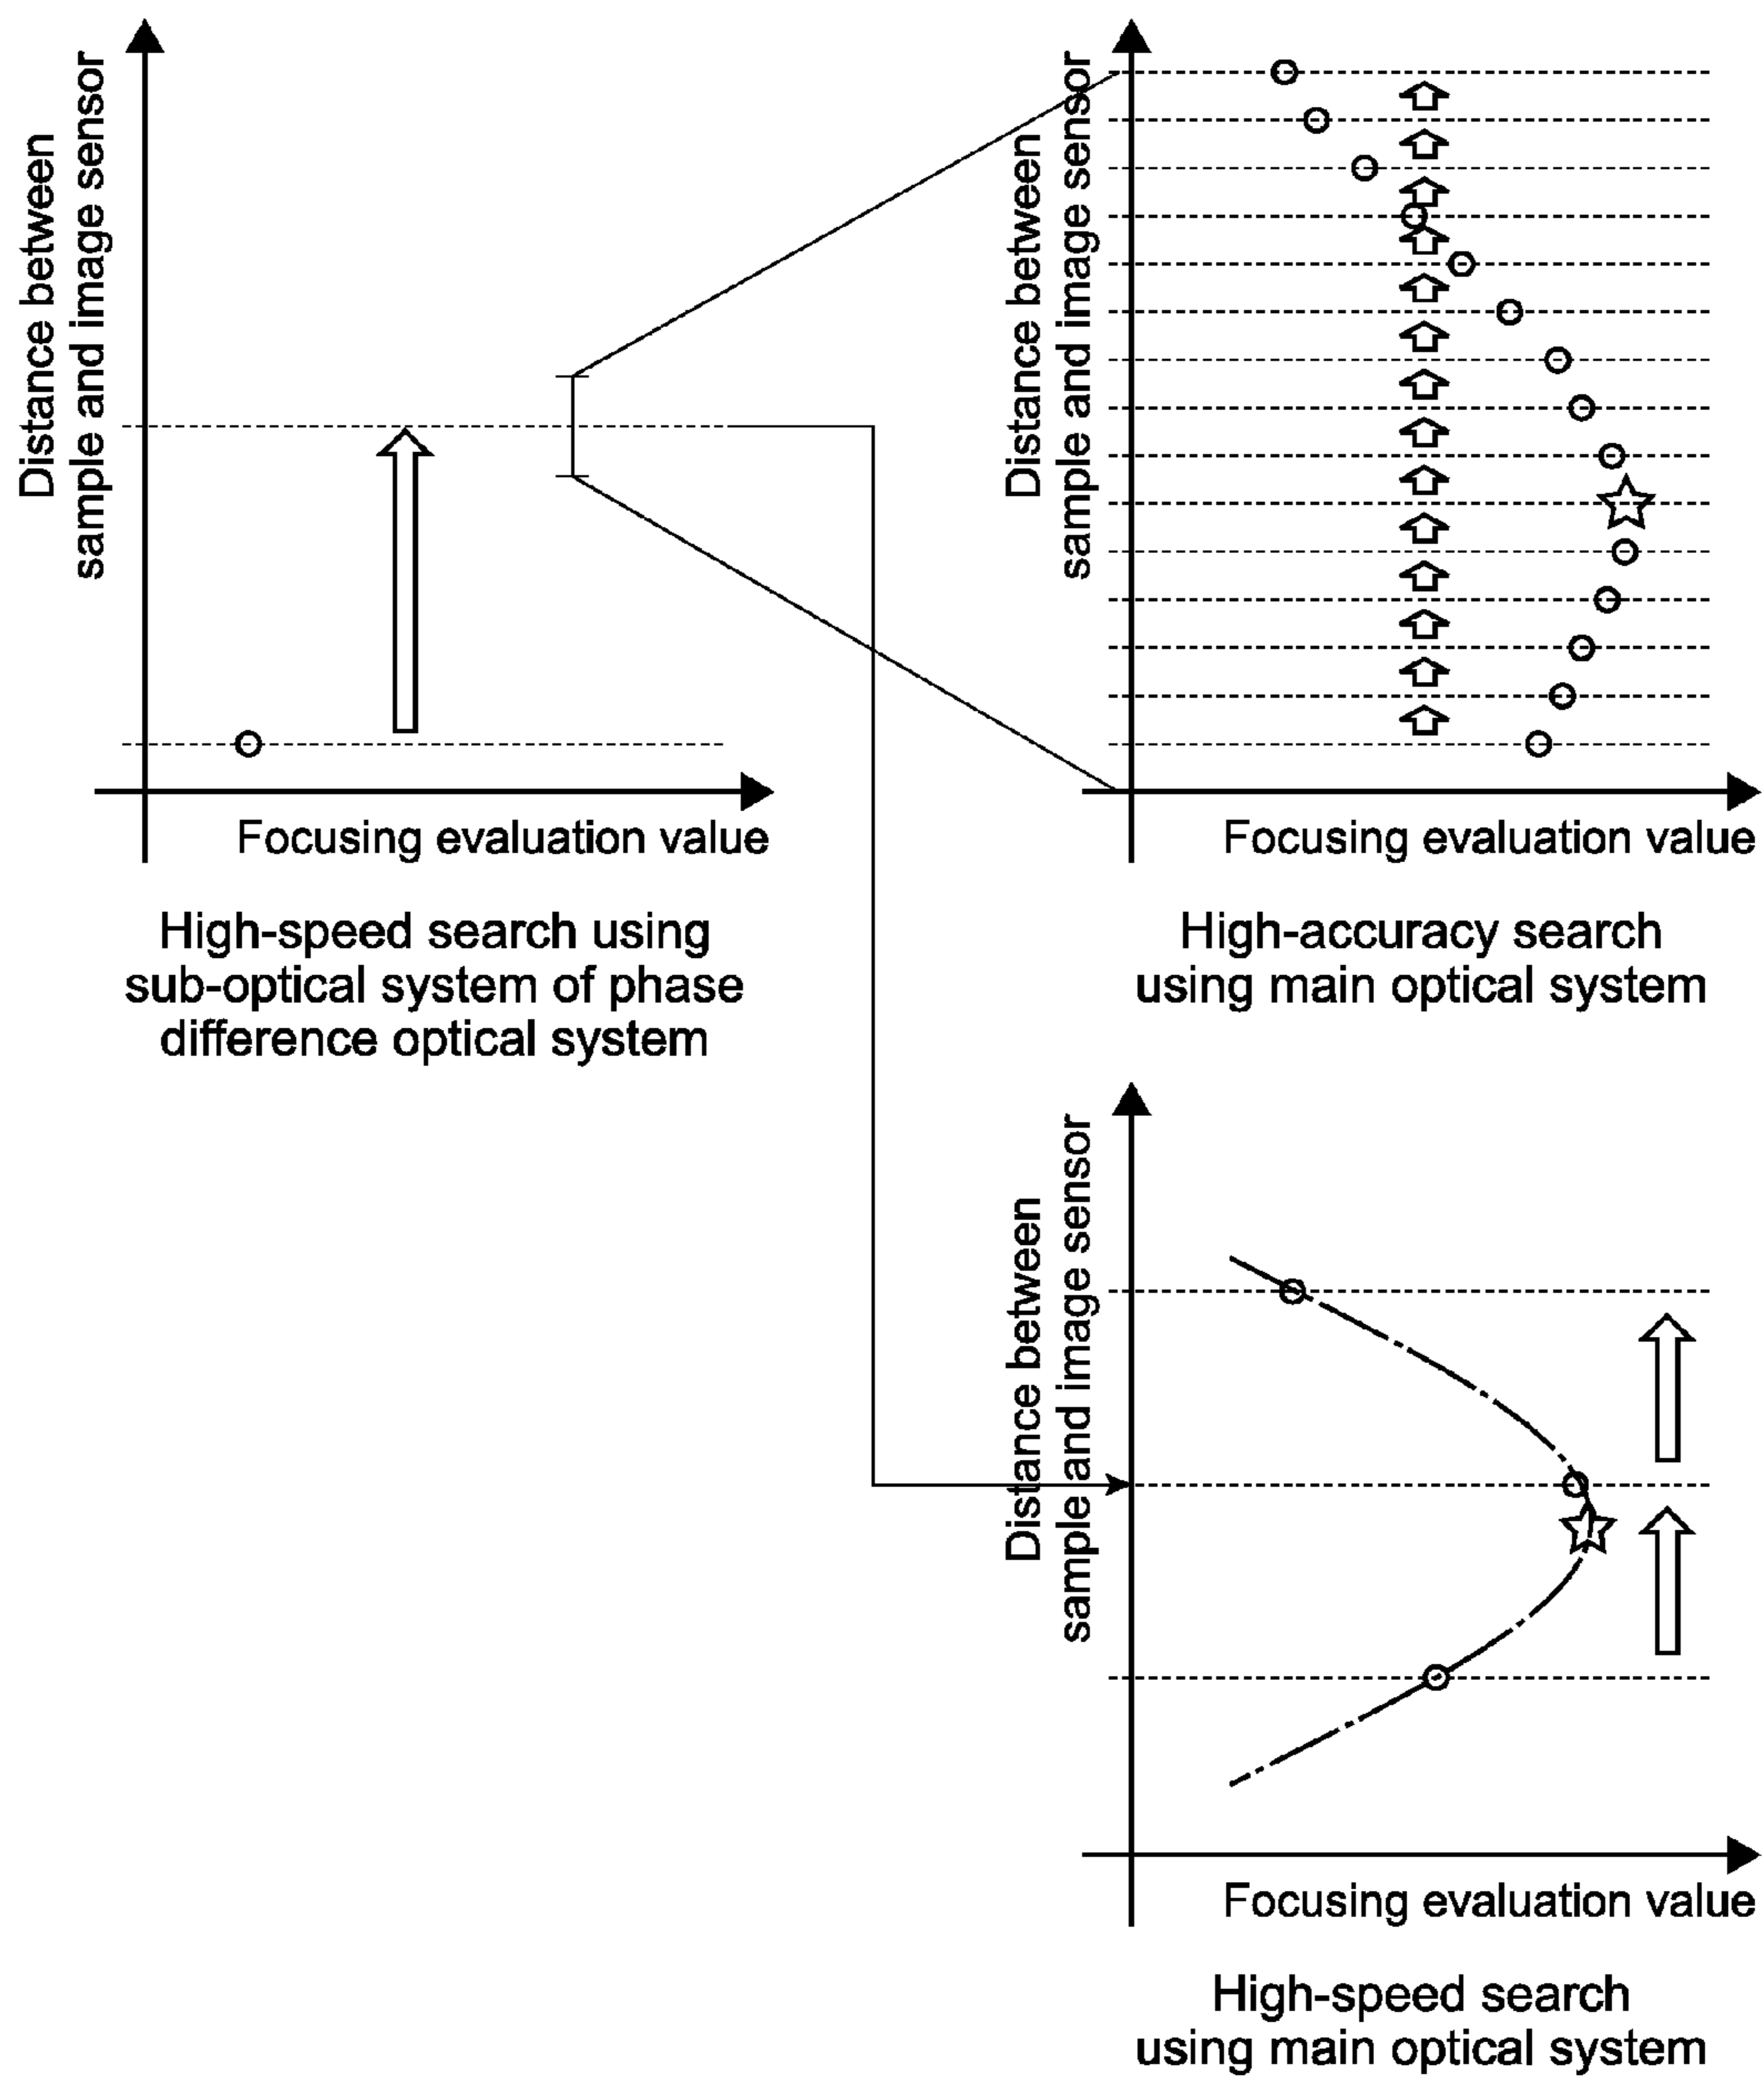 Distance between
sample and image sensor
Focusing evaluation value
High-speed search using
sub-optical system of phase
difference optical system
Distance between
sample and image sensor
Focusing evaluation value
High-accuracy search
using main optical system
Distance between
sample and image sensor
Focusing evaluation value
High-speed search
using main optical system